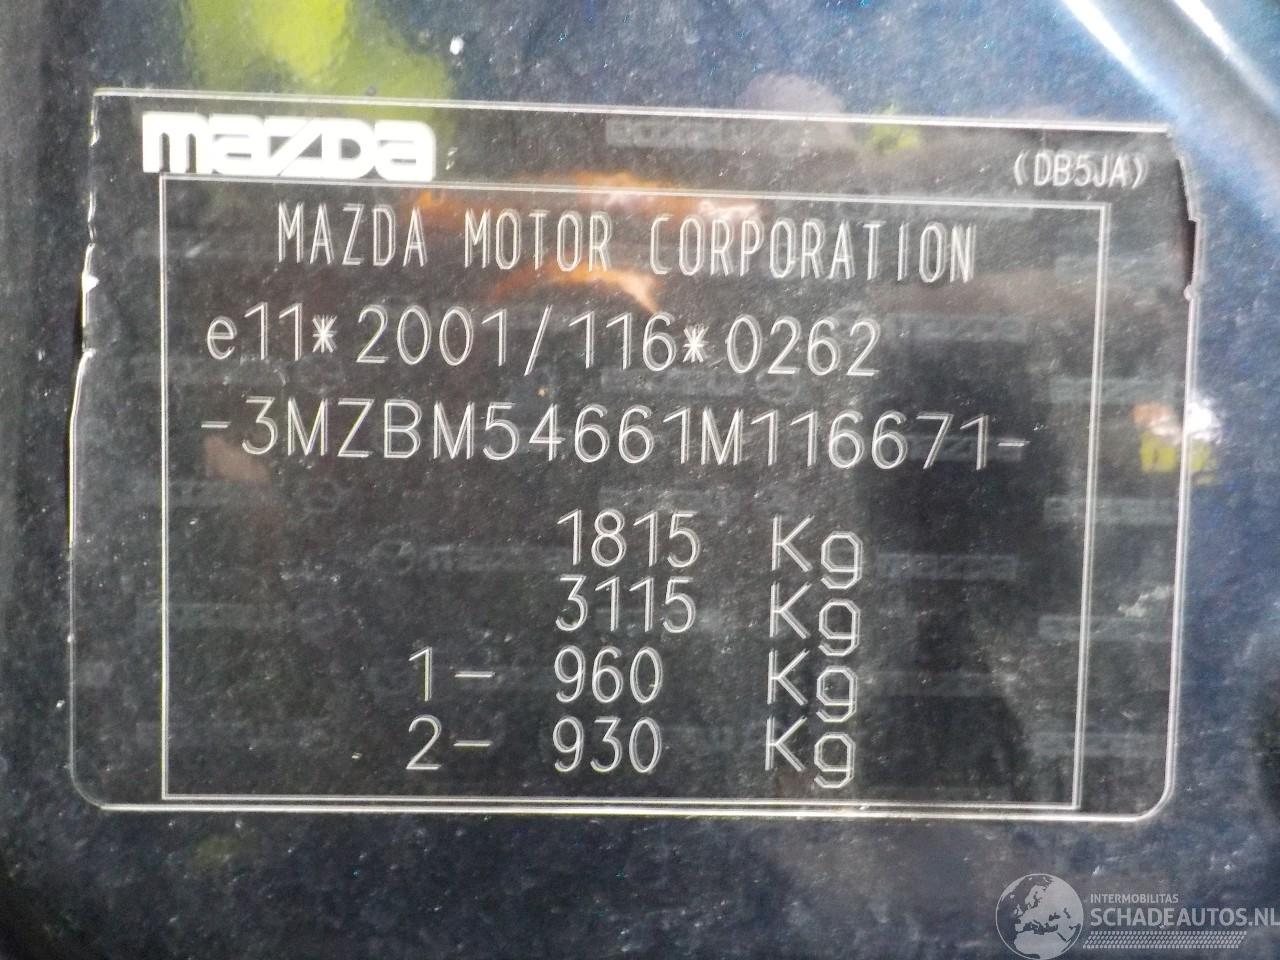 mazda
(DB5JA)
MAZDA MOTOR CORPORATION
e11*2001/116*0262
-3MZBM54661M116671-
1815 Kg
3115 Kg
1- 960 Kg
2- 930 Kg
INTERMOBILITAS
SCHADEAUTOS.NL